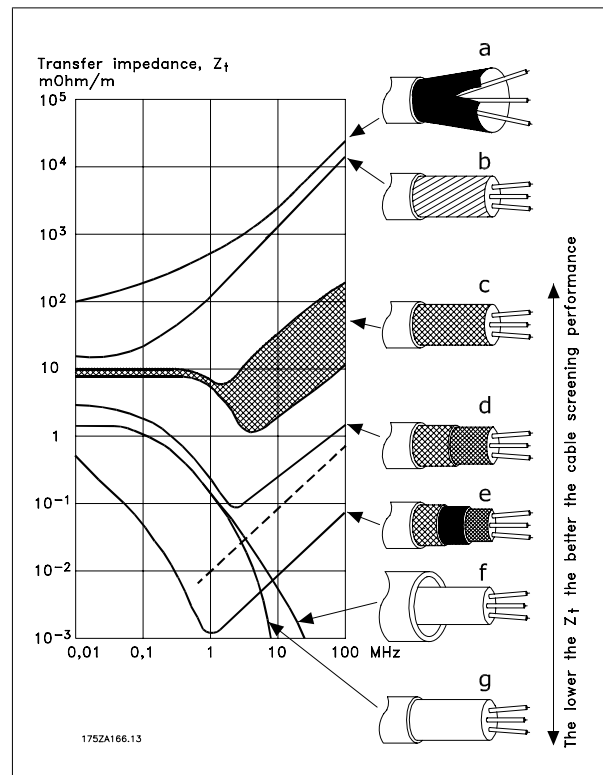 a
Transfer impedance, Zt
mOhm/m
10⁵
b
10⁴
10³
c
10²
10
d
1
e
10⁻¹
f
10⁻²
10⁻³
0,01 0,1 1 10 100 MHz
g
175ZA166.13
The lower the Zt the better the cable screening performance